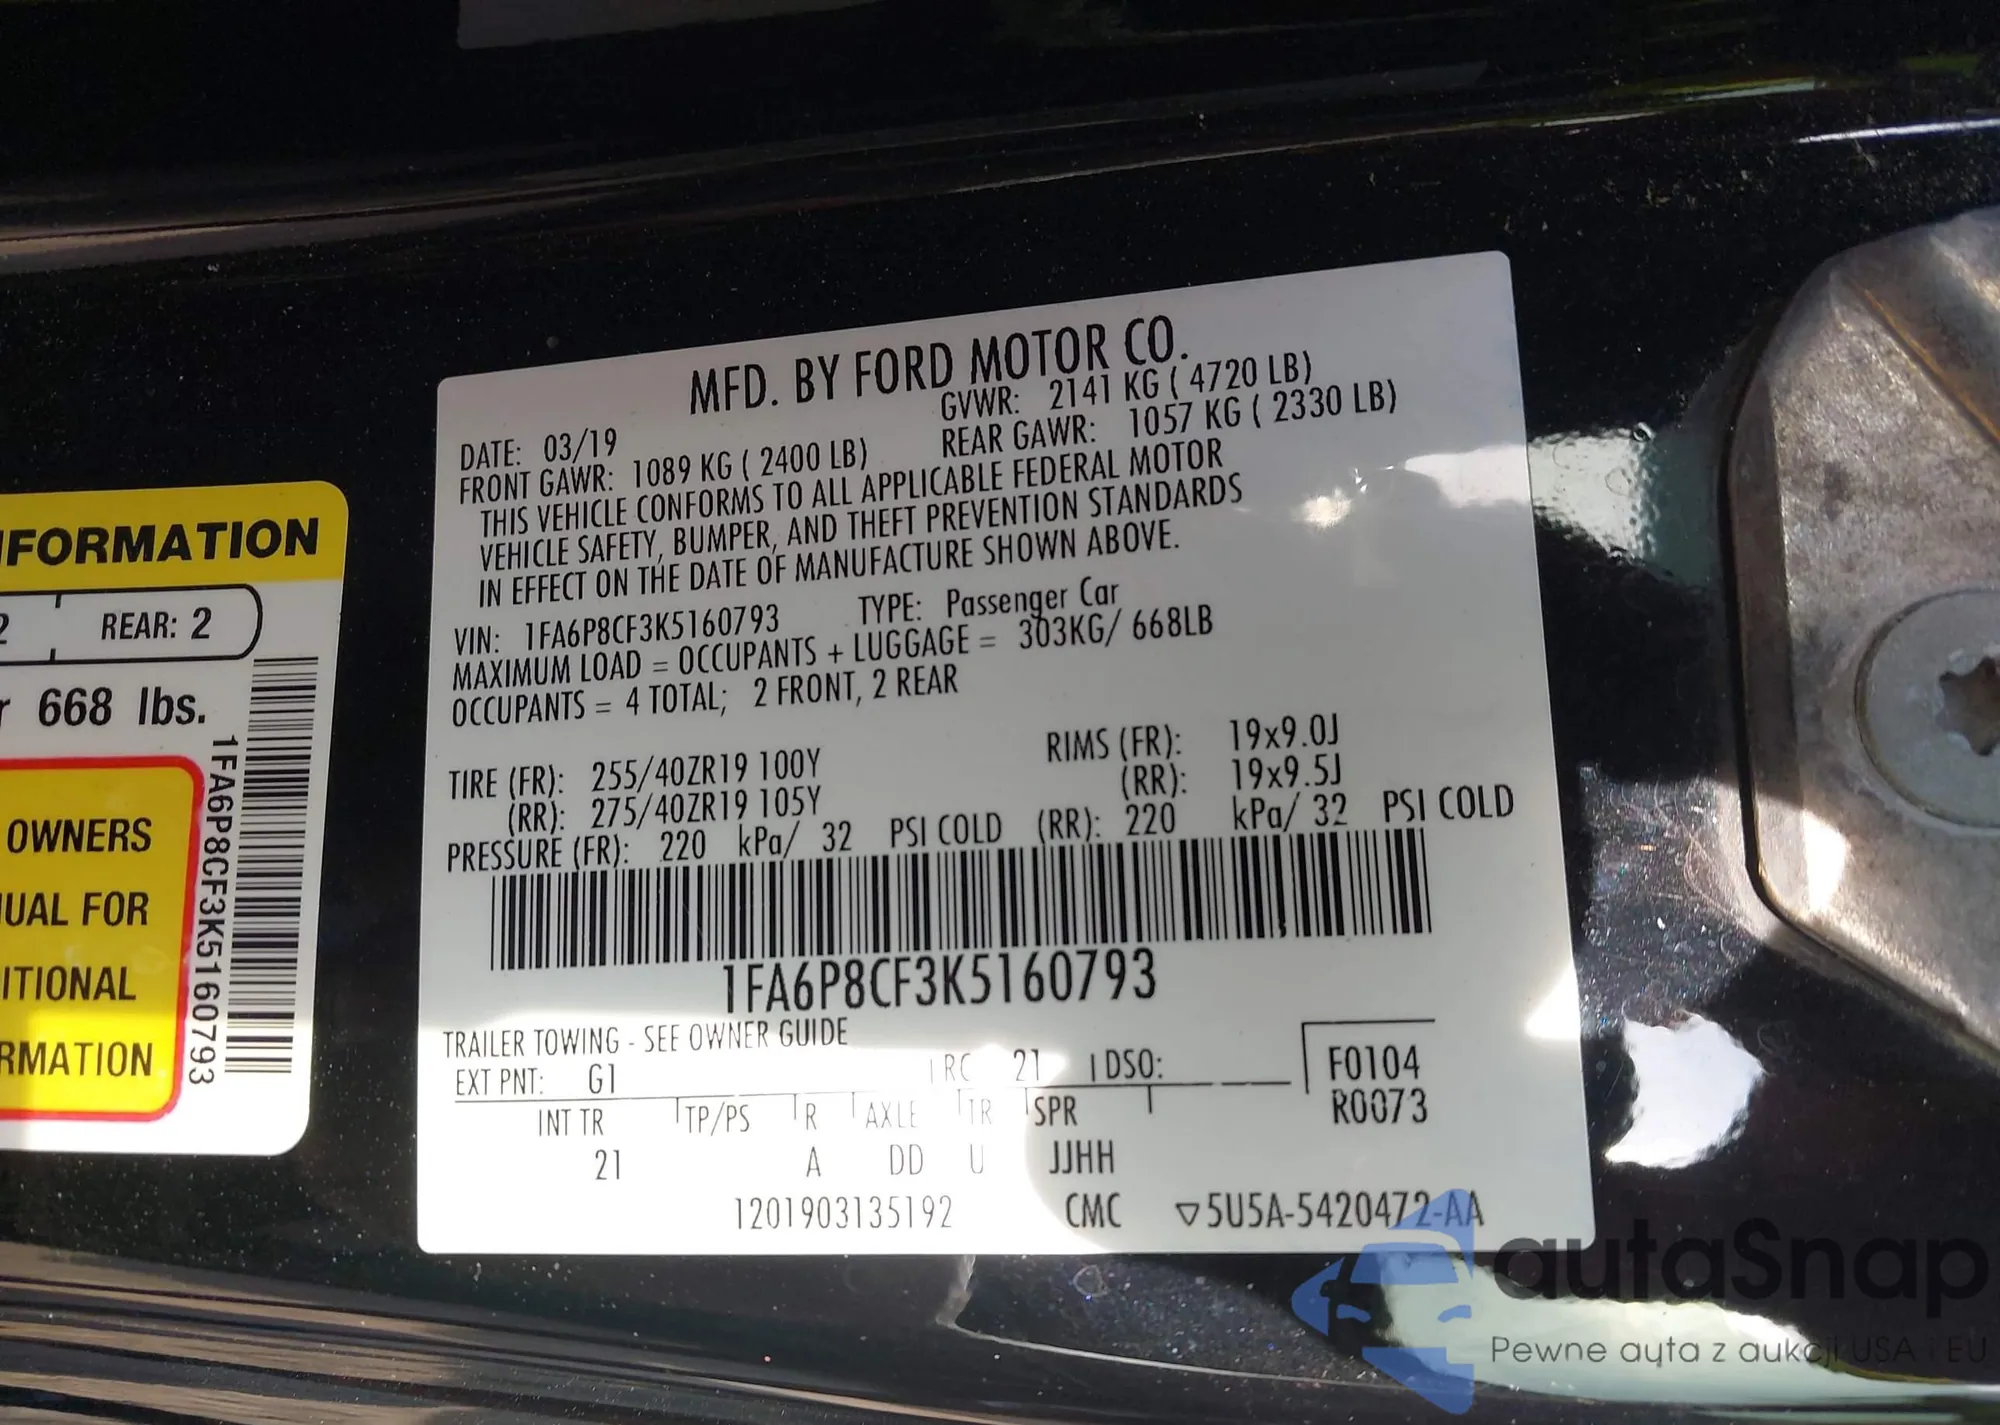 MFD. BY FORD MOTOR CO.
DATE: 03/19
GVWR: 2141 KG ( 4720 LB)
FRONT GAWR: 1089 KG ( 2400 LB)
REAR GAWR: 1057 KG ( 2330 LB)
THIS VEHICLE CONFORMS TO ALL APPLICABLE FEDERAL MOTOR
VEHICLE SAFETY, BUMPER, AND THEFT PREVENTION STANDARDS
IN EFFECT ON THE DATE OF MANUFACTURE SHOWN ABOVE.
VIN: 1FA6P8CF3K5160793 TYPE: Passenger Car
MAXIMUM LOAD = OCCUPANTS + LUGGAGE = 303KG/ 668LB
OCCUPANTS = 4 TOTAL; 2 FRONT, 2 REAR
TIRE (FR): 255/40ZR19 100Y RIMS (FR): 19x9.0J
(RR): 275/40ZR19 105Y (RR): 19x9.5J
PRESSURE (FR): 220 kPa/ 32 PSI COLD (RR): 220 kPa/ 32 PSI COLD
1FA6P8CF3K5160793
TRAILER TOWING - SEE OWNER GUIDE
EXT PNT: G1 RC 21 DSO: F0104
R0073
INT TR TP/PS R AXLE TR SPR
21 A DD U JJHH
1201903135192 CMC ▽5U5A-5420472-AA
NFORMATION
2 REAR: 2
r 668 lbs.
OWNERS
UAL FOR
ITIONAL
RMATION
1FA6P8CF3K5160793
autaSnap
Pewne auta z aukcji USA i EU